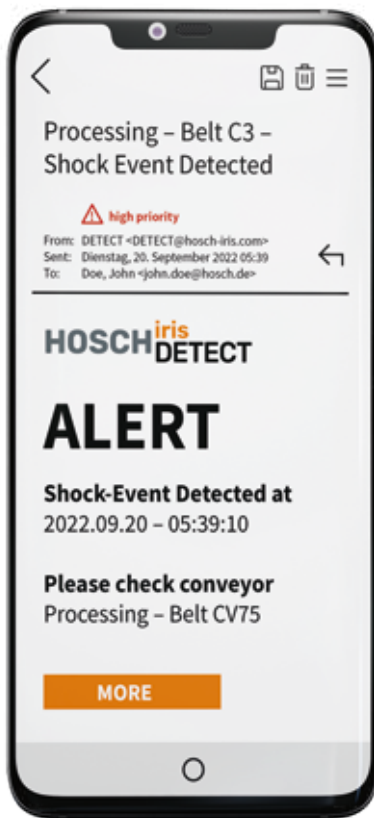 Processing – Belt C3 –
Shock Event Detected
high priority
From: DETECT <DETECT@hosch-iris.com>
Sent: Dienstag, 20. September 2022 05:39
To: Doe, John <john.doe@hosch.de>
HOSCH iris DETECT
ALERT
Shock-Event Detected at
2022.09.20 – 05:39:10
Please check conveyor
Processing – Belt CV75
MORE